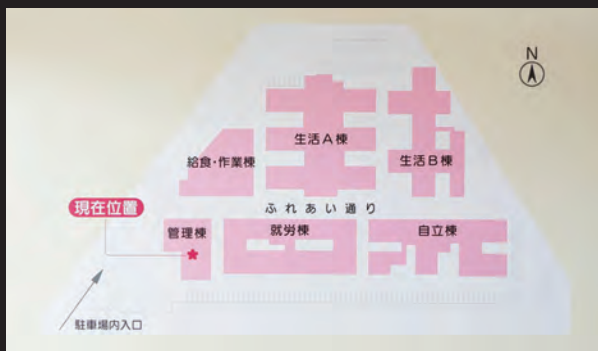 N
生活A棟
給食・作業棟
生活B棟
ふれあい通り
現在位置
管理棟
就労棟
自立棟
駐車場内入口